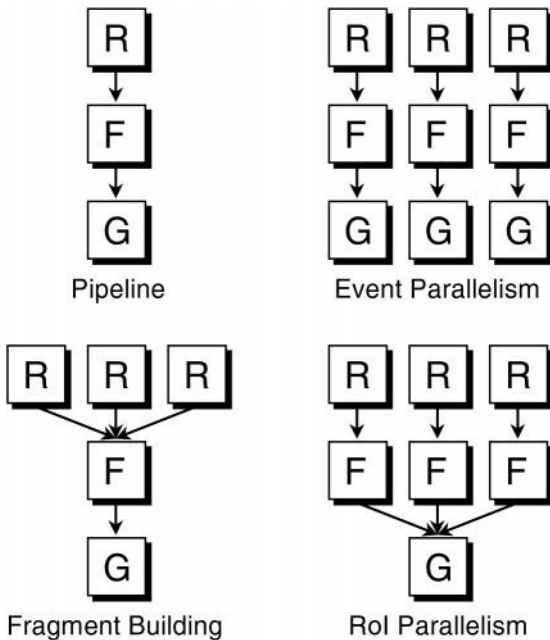 R
R R R
F
F F F
G
G G G
Pipeline
Event Parallelism
R R R
R R R
F
F F F
G
G
Fragment Building
RoI Parallelism